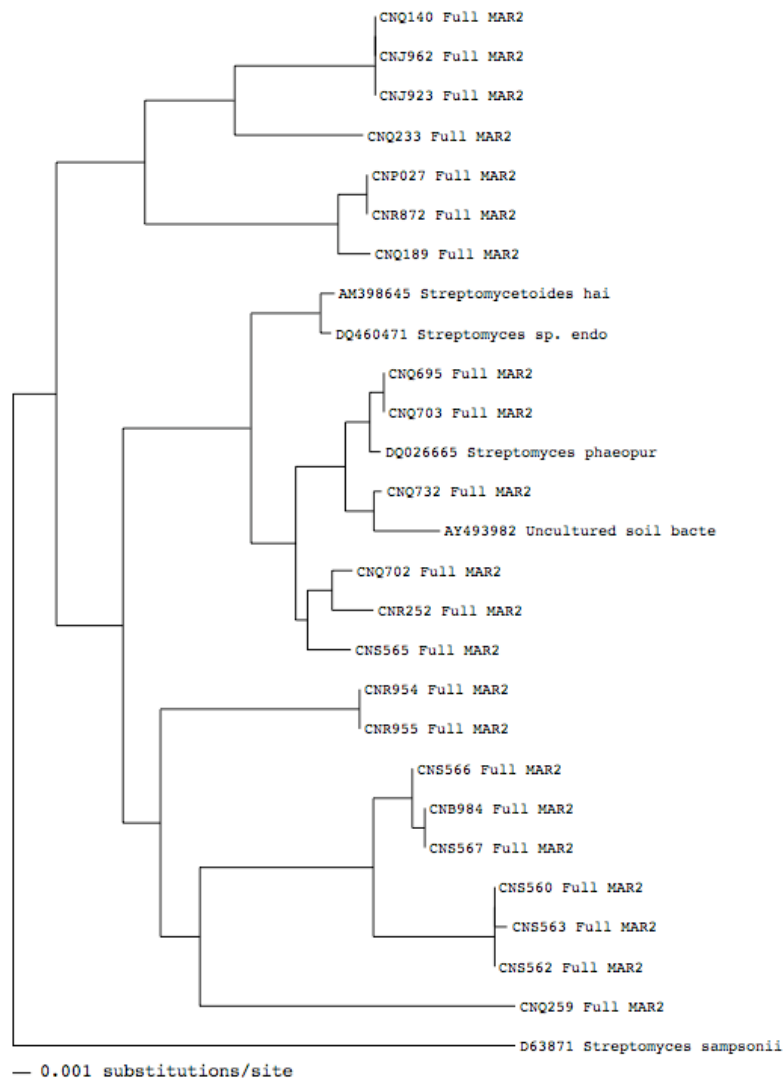 CNQ140 Full MAR2
CNJ962 Full MAR2
CNJ923 Full MAR2
CNQ233 Full MAR2
CNP027 Full MAR2
CNR872 Full MAR2
CNQ189 Full MAR2
AM398645 Streptomycetoides hai
DQ460471 Streptomyces sp. endo
CNQ695 Full MAR2
CNQ703 Full MAR2
DQ026665 Streptomyces phaeopur
CNQ732 Full MAR2
AY493982 Uncultured soil bacte
CNQ702 Full MAR2
CNR252 Full MAR2
CNS565 Full MAR2
CNR954 Full MAR2
CNR955 Full MAR2
CNS566 Full MAR2
CNB984 Full MAR2
CNS567 Full MAR2
CNS560 Full MAR2
CNS563 Full MAR2
CNS562 Full MAR2
CNQ259 Full MAR2
D63871 Streptomyces sampsonii
0.001 substitutions/site